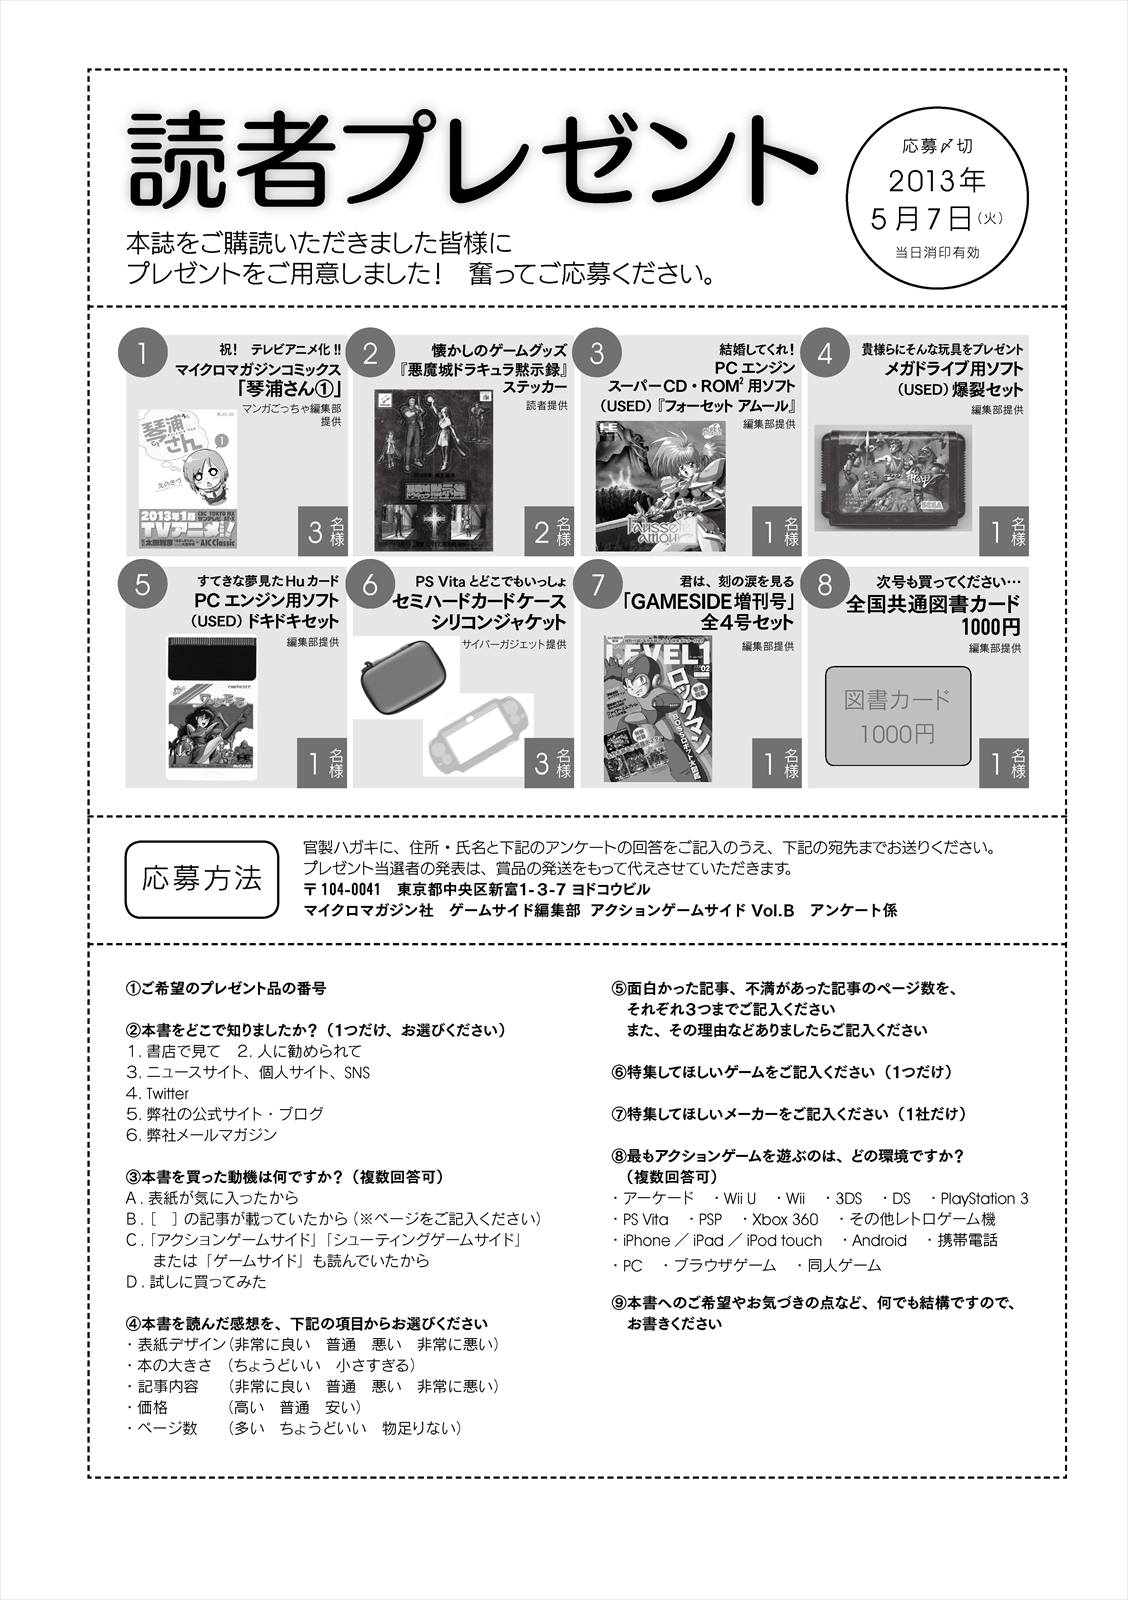 読者プレゼント
応募〆切
2013年
5月7日(火)
当日消印有効
本誌をご購読いただきました皆様に
プレゼントをご用意しました! 奮ってご応募ください。
1
祝! テレビアニメ化!!
マイクロマガジンコミックス
「琴浦さん①」
マンガごっちゃ編集部
提供
琴浦さん
①
えのきづ
2013年1月
TVアニメ!!
AIC Classic
3名様
2
懐かしのゲームグッズ
『悪魔城ドラキュラ黙示録』
ステッカー
読者提供
2名様
3
結婚してくれ!
PCエンジン
スーパーCD・ROM²用ソフト
(USED)『フォーセット アムール』
編集部提供
1名様
4
貴様らにそんな玩具をプレゼント
メガドライブ用ソフト
(USED)爆裂セット
編集部提供
SEGA
1名様
5
すてきな夢見たHuカード
PCエンジン用ソフト
(USED)ドキドキセット
編集部提供
namcot
1名様
6
PS Vitaとどこでもいっしょ
セミハードカードケース
シリコンジャケット
サイバーガジェット提供
3名様
7
君は、刻の涙を見る
「GAMESIDE増刊号」
全4号セット
編集部提供
LEVEL1
02
ロックマン
1名様
8
次号も買ってください…
全国共通図書カード
1000円
編集部提供
図書カード
1000円
1名様
応募方法
官製ハガキに、住所・氏名と下記のアンケートの回答をご記入のうえ、下記の宛先までお送りください。
プレゼント当選者の発表は、賞品の発送をもって代えさせていただきます。
〒104-0041 東京都中央区新富1-3-7 ヨドコウビル
マイクロマガジン社 ゲームサイド編集部 アクションゲームサイド Vol.B アンケート係
①ご希望のプレゼント品の番号
②本書をどこで知りましたか?(1つだけ、お選びください)
1. 書店で見て 2. 人に勧められて
3. ニュースサイト、個人サイト、SNS
4. Twitter
5. 弊社の公式サイト・ブログ
6. 弊社メールマガジン
③本書を買った動機は何ですか?(複数回答可)
A. 表紙が気に入ったから
B. [ ]の記事が載っていたから(※ページをご記入ください)
C.「アクションゲームサイド」「シューティングゲームサイド」
または「ゲームサイド」も読んでいたから
D. 試しに買ってみた
④本書を読んだ感想を、下記の項目からお選びください
・表紙デザイン(非常に良い 普通 悪い 非常に悪い)
・本の大きさ (ちょうどいい 小さすぎる)
・記事内容 (非常に良い 普通 悪い 非常に悪い)
・価格 (高い 普通 安い)
・ページ数 (多い ちょうどいい 物足りない)
⑤面白かった記事、不満があった記事のページ数を、
それぞれ3つまでご記入ください
また、その理由などありましたらご記入ください
⑥特集してほしいゲームをご記入ください(1つだけ)
⑦特集してほしいメーカーをご記入ください(1社だけ)
⑧最もアクションゲームを遊ぶのは、どの環境ですか?
(複数回答可)
・アーケード ・Wii U ・Wii ・3DS ・DS ・PlayStation 3
・PS Vita ・PSP ・Xbox 360 ・その他レトロゲーム機
・iPhone / iPad / iPod touch ・Android ・携帯電話
・PC ・ブラウザゲーム ・同人ゲーム
⑨本書へのご希望やお気づきの点など、何でも結構ですので、
お書きください